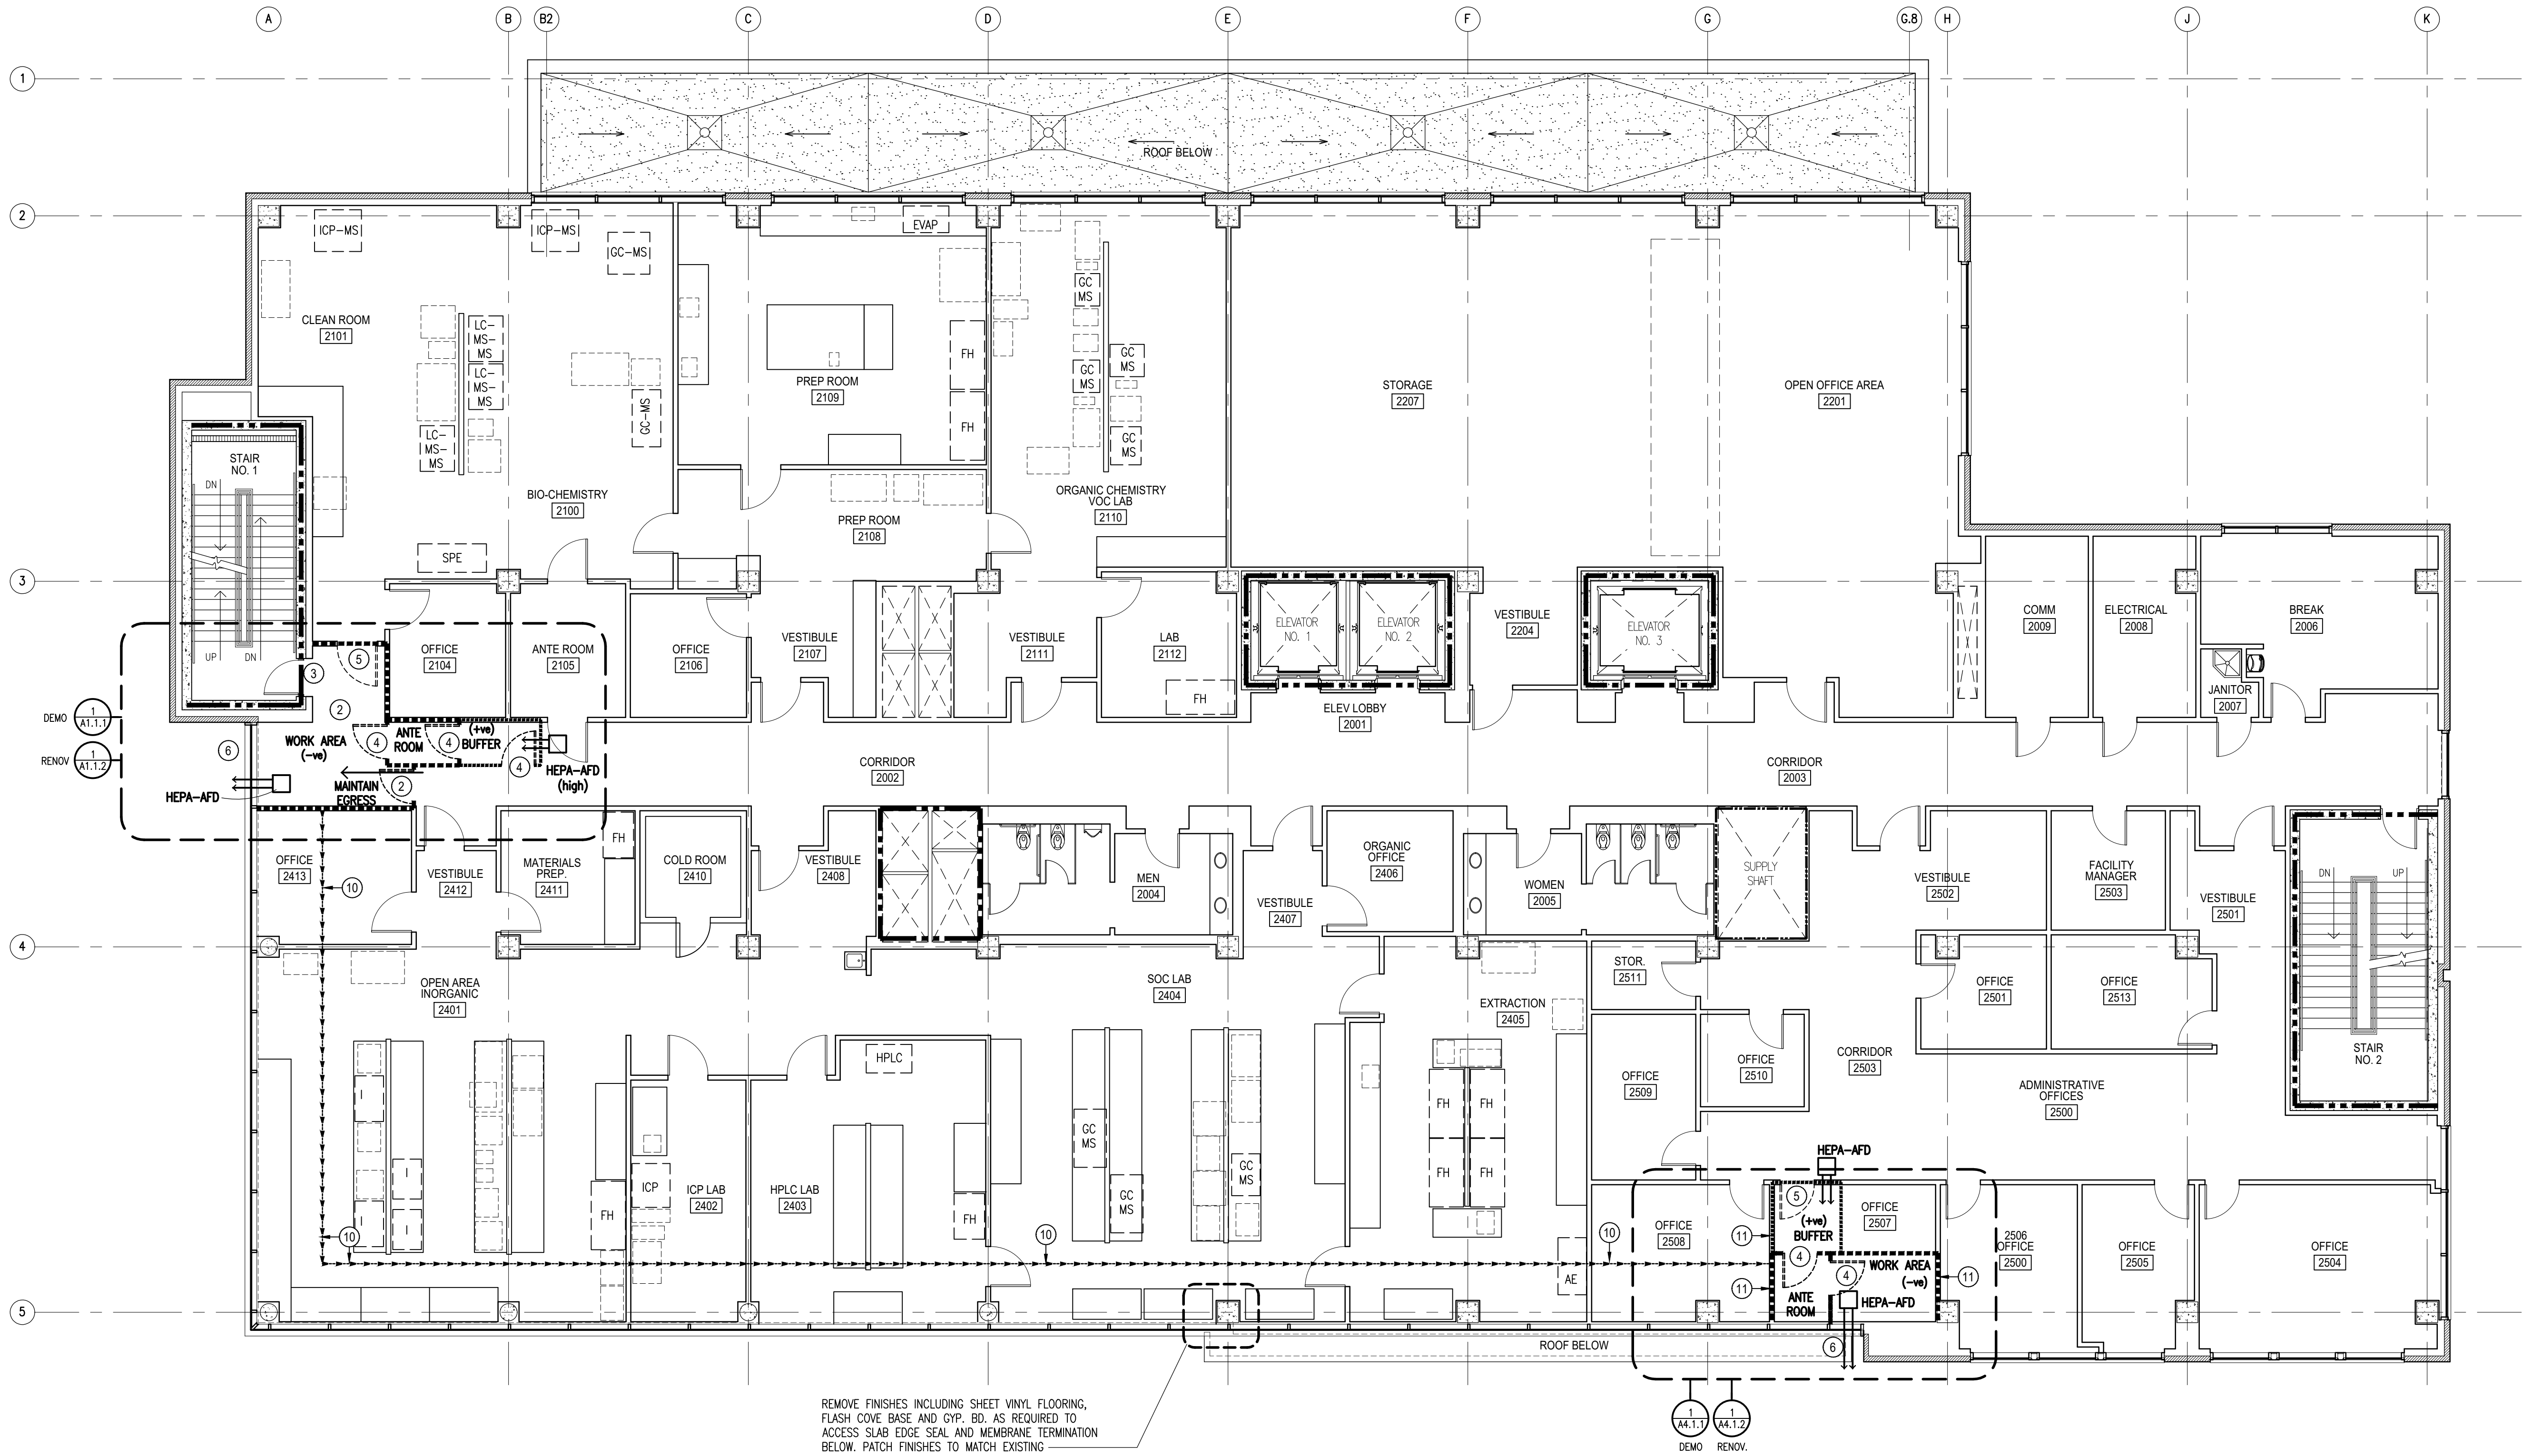 A B B2 C D E F G G.8 H J K
1
ROOF BELOW
2
ICP-MS
ICP-MS
GC-MS
EVAP
CLEAN ROOM
2101
LC-
MS-
MS
LC-
MS-
MS
LC-
MS-
MS
GC-MS
PREP ROOM
2109
FH
FH
GC
MS
GC
MS
GC
MS
GC
MS
STORAGE
2207
OPEN OFFICE AREA
2201
STAIR
NO. 1
DN
UP
DN
BIO-CHEMISTRY
2100
SPE
PREP ROOM
2108
ORGANIC CHEMISTRY
VOC LAB
2110
3
OFFICE
2104
ANTE ROOM
2105
OFFICE
2106
VESTIBULE
2107
VESTIBULE
2111
LAB
2112
FH
ELEVATOR
NO. 1
ELEVATOR
NO. 2
VESTIBULE
2204
ELEVATOR
NO. 3
COMM
2009
ELECTRICAL
2008
BREAK
2006
JANITOR
2007
ELEV LOBBY
2001
DEMO
1
A1.1.1
RENOV
1
A1.1.2
5
3
2
6
WORK AREA
(-ve)
4
ANTE
ROOM
4
(+ve)
BUFFER
4
HEPA-AFD
(high)
2
MAINTAIN
EGRESS
HEPA-AFD
CORRIDOR
2002
CORRIDOR
2003
OFFICE
2413
10
VESTIBULE
2412
MATERIALS
PREP.
2411
FH
COLD ROOM
2410
VESTIBULE
2408
MEN
2004
VESTIBULE
2407
ORGANIC
OFFICE
2406
WOMEN
2005
SUPPLY
SHAFT
VESTIBULE
2502
FACILITY
MANAGER
2503
VESTIBULE
2501
DN
UP
STAIR
NO. 2
4
OPEN AREA
INORGANIC
2401
SOC LAB
2404
EXTRACTION
2405
STOR.
2511
OFFICE
2501
OFFICE
2513
HPLC
OFFICE
2509
OFFICE
2510
CORRIDOR
2503
ADMINISTRATIVE
OFFICES
2500
FH
ICP
ICP LAB
2402
HPLC LAB
2403
FH
GC
MS
GC
MS
GC
MS
FH
FH
FH
FH
10
10
10
AE
HEPA-AFD
OFFICE
2508
11
11
5
(+ve)
BUFFER
OFFICE
2507
4
4
WORK AREA
(-ve)
11
ANTE
ROOM
HEPA-AFD
6
2506
OFFICE
2500
OFFICE
2505
OFFICE
2504
5
ROOF BELOW
REMOVE FINISHES INCLUDING SHEET VINYL FLOORING,
FLASH COVE BASE AND GYP. BD. AS REQUIRED TO
ACCESS SLAB EDGE SEAL AND MEMBRANE TERMINATION
BELOW. PATCH FINISHES TO MATCH EXISTING
1
A4.1.1
DEMO
1
A4.1.2
RENOV.